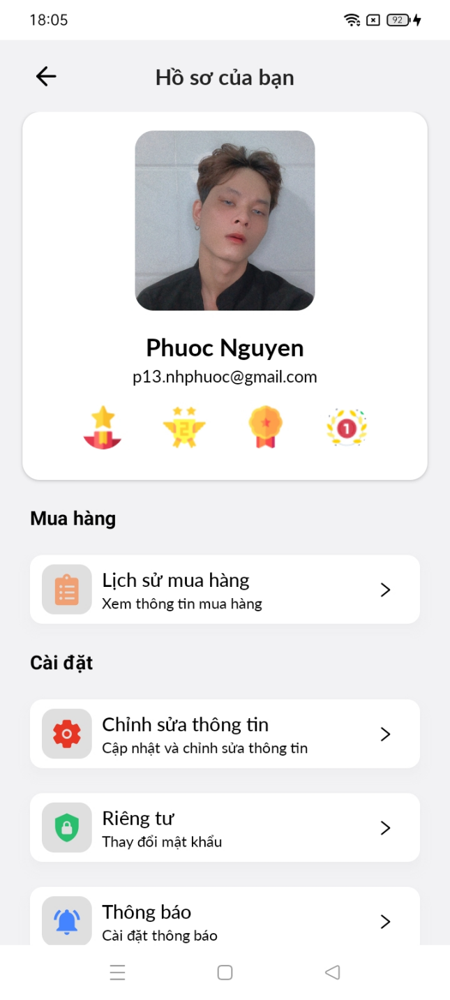 18:05
92
Hồ sơ của bạn
Phuoc Nguyen
p13.nhphuoc@gmail.com
2
1
Mua hàng
Lịch sử mua hàng
Xem thông tin mua hàng
Cài đặt
Chỉnh sửa thông tin
Cập nhật và chỉnh sửa thông tin
Riêng tư
Thay đổi mật khẩu
Thông báo
Cài đặt thông báo